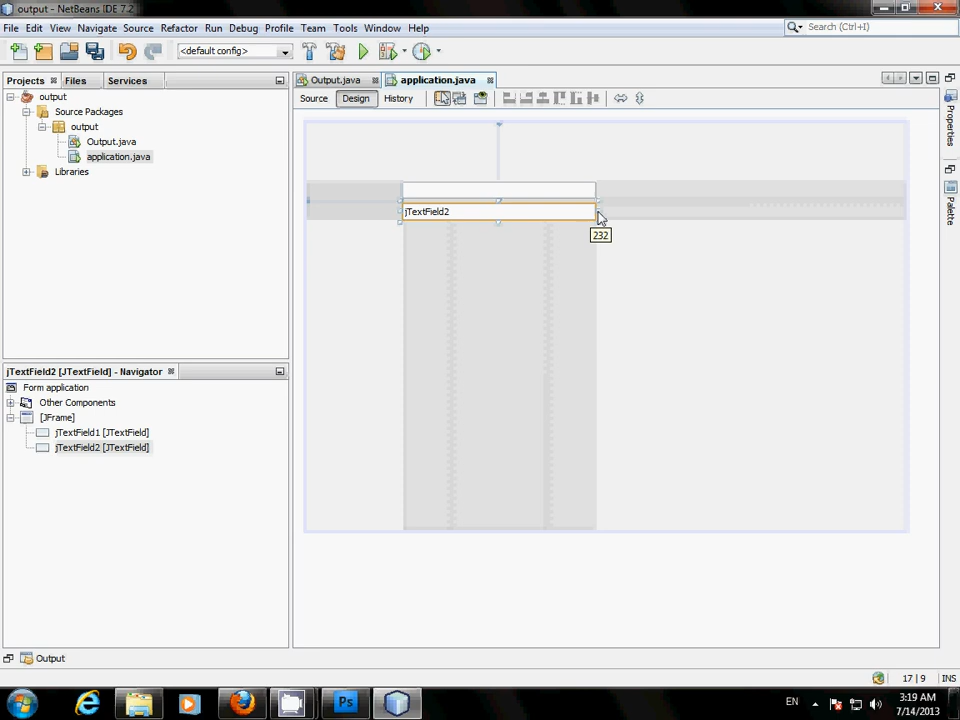 output - NetBeans IDE 7.2
File Edit View Navigate Source Refactor Run Debug Profile Team Tools Window Help
Search (Ctrl+I)
<default config>
Projects Files Services
Output.java application.java
Source Design History
output
Source Packages
output
Output.java
application.java
Libraries
Properties
Palette
jTextField2
232
jTextField2 [JTextField] - Navigator
Form application
Other Components
[JFrame]
jTextField1 [JTextField]
jTextField2 [JTextField]
Output
17 | 9 INS
Ps
EN
3:19 AM
7/14/2013